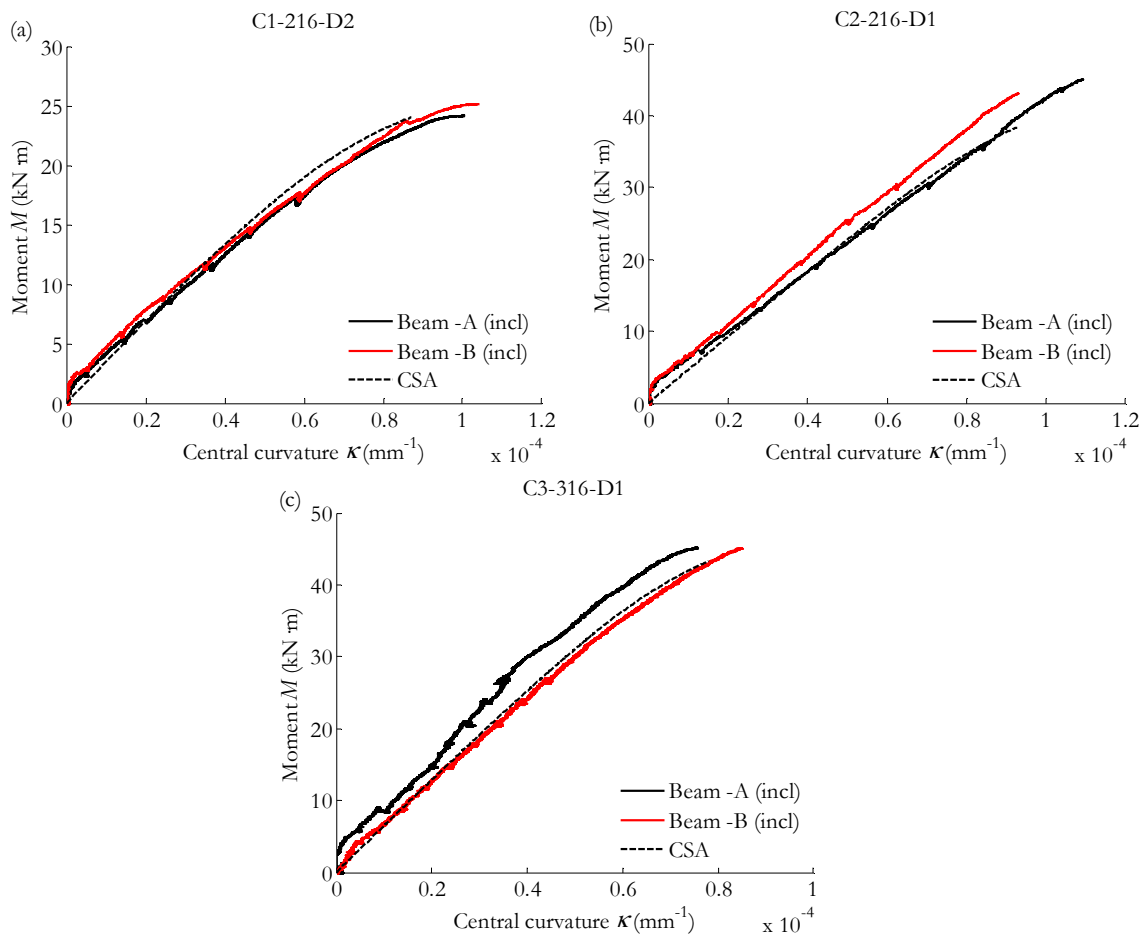 (a)
C1-216-D2
30
25
20
15
10
5
0
Moment M (kN·m)
Beam -A (incl)
Beam -B (incl)
CSA
0 0.2 0.4 0.6 0.8 1 1.2
Central curvature κ (mm⁻¹)
x 10⁻⁴
(b)
C2-216-D1
50
40
30
20
10
0
Moment M (kN·m)
Beam -A (incl)
Beam -B (incl)
CSA
0 0.2 0.4 0.6 0.8 1 1.2
Central curvature κ (mm⁻¹)
x 10⁻⁴
(c)
C3-316-D1
50
40
30
20
10
0
Moment M (kN·m)
Beam -A (incl)
Beam -B (incl)
CSA
0 0.2 0.4 0.6 0.8 1
Central curvature κ (mm⁻¹)
x 10⁻⁴